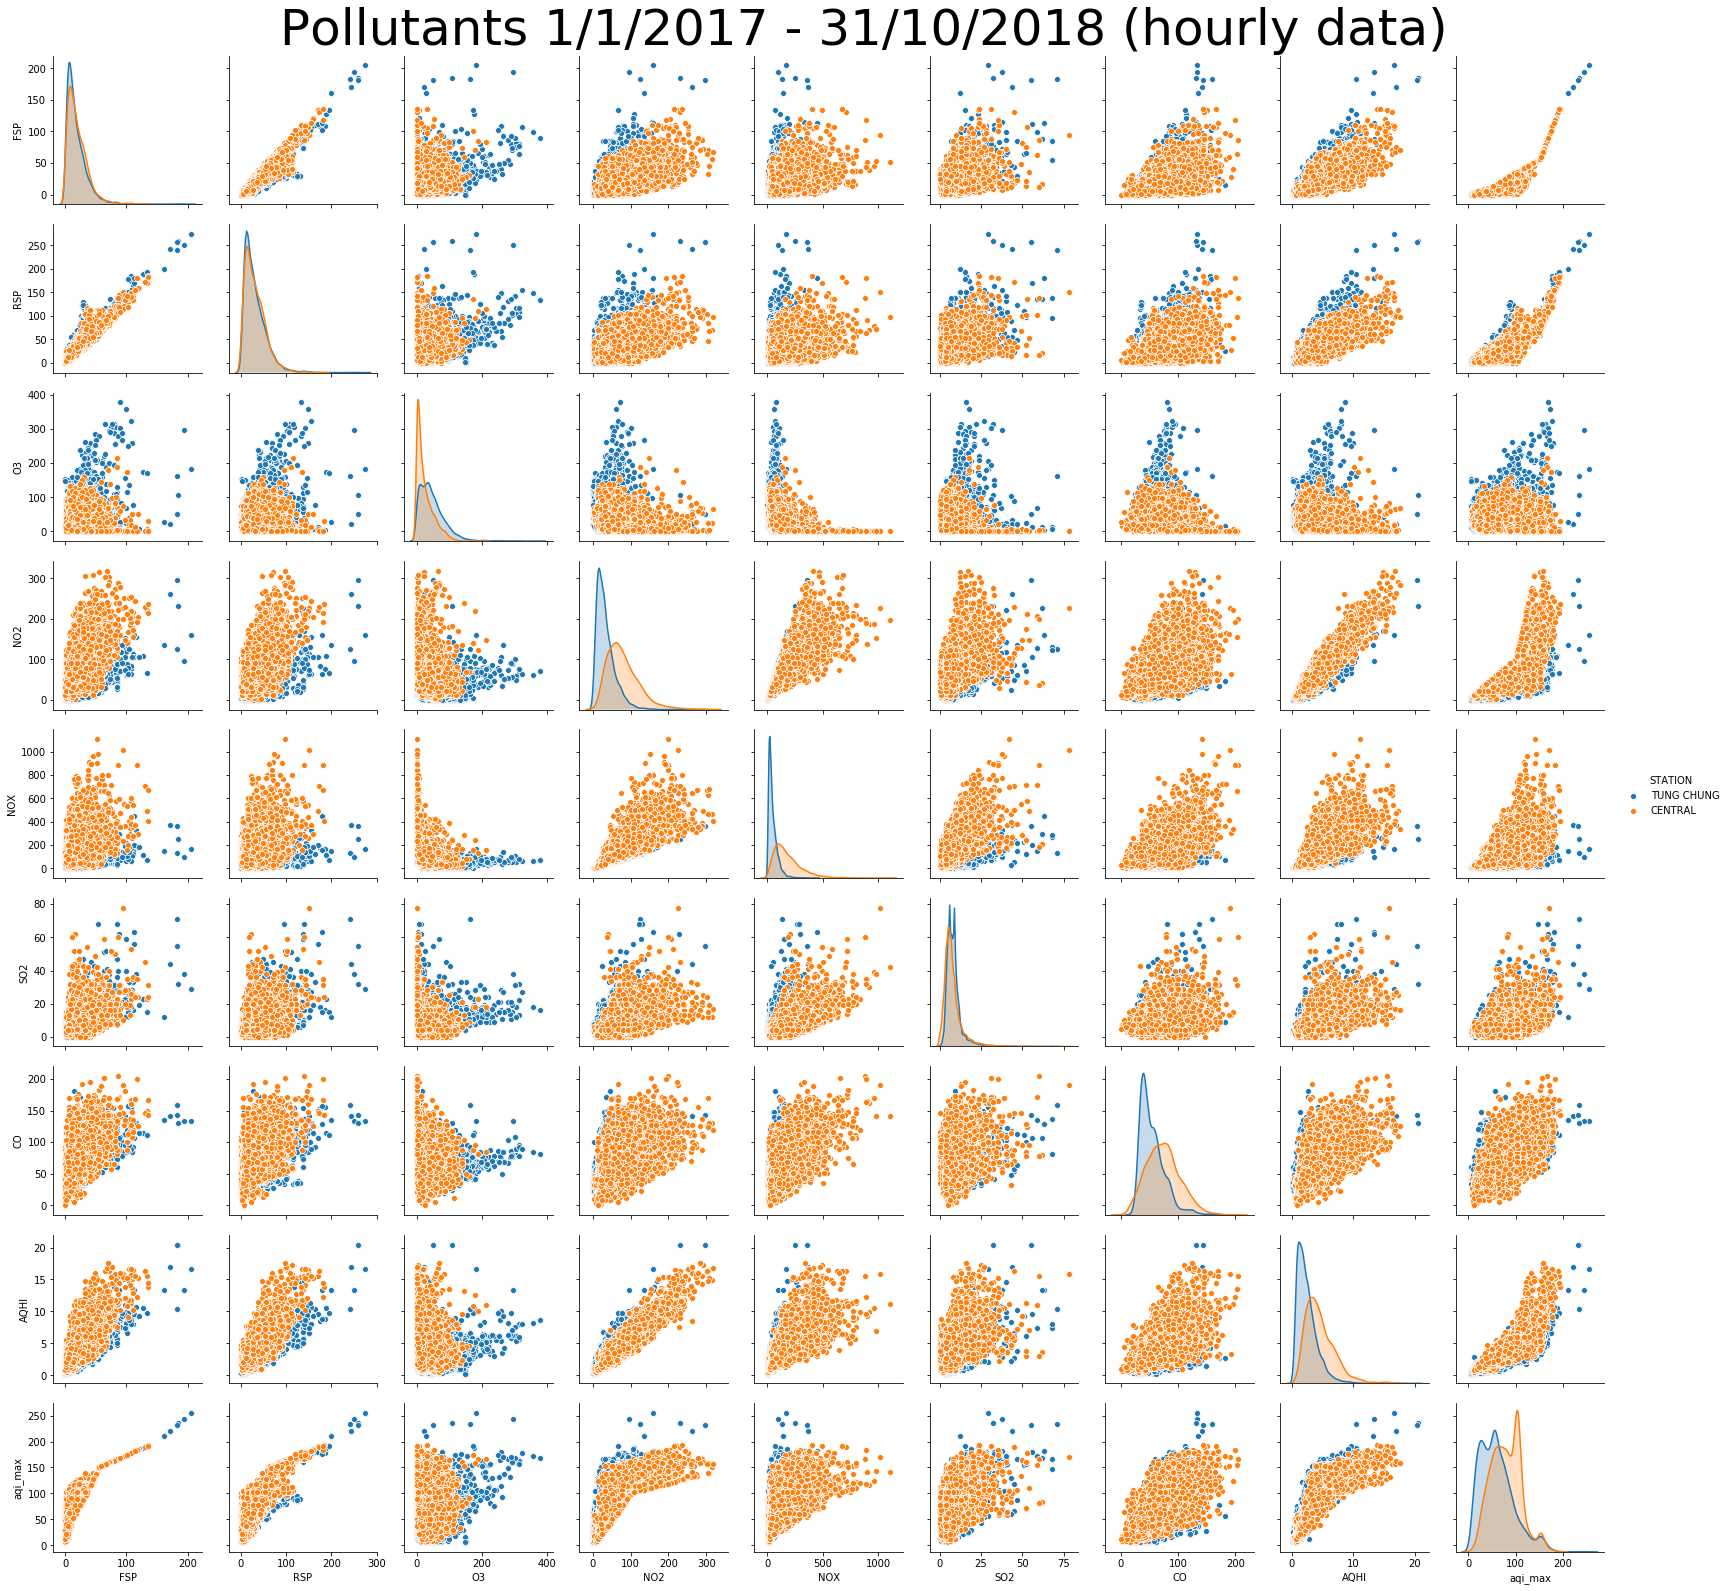 Pollutants 1/1/2017 - 31/10/2018 (hourly data)
FSP
200
150
100
50
0
RSP
250
200
150
100
50
0
O3
400
300
200
100
0
NO2
300
200
100
0
NOX
1000
800
600
400
200
0
STATION
TUNG CHUNG
CENTRAL
SO2
80
60
40
20
0
CO
200
150
100
50
0
AQHI
20
15
10
5
0
aqi_max
250
200
150
100
50
0
0 100 200
0 100 200 300
0 200 400
0 100 200 300
0 500 1000
0 25 50 75
0 100 200
0 10 20
0 100 200
FSP RSP O3 NO2 NOX SO2 CO AQHI aqi_max